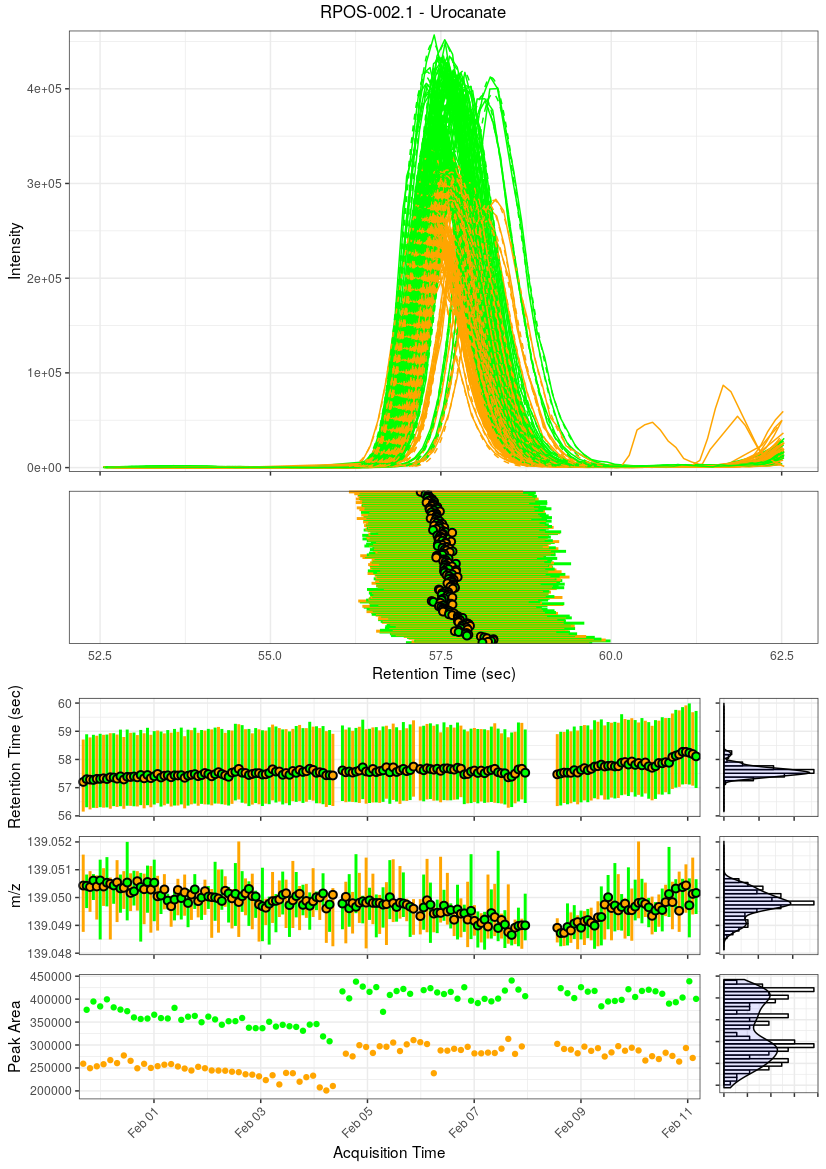 RPOS-002.1 - Urocanate
Intensity
4e+05
3e+05
2e+05
1e+05
0e+00
52.5 55.0 57.5 60.0 62.5
Retention Time (sec)
Retention Time (sec)
60
59
58
57
56
m/z
139.052
139.051
139.050
139.049
139.048
Peak Area
450000
400000
350000
300000
250000
200000
Feb 01 Feb 03 Feb 05 Feb 07 Feb 09 Feb 11
Acquisition Time